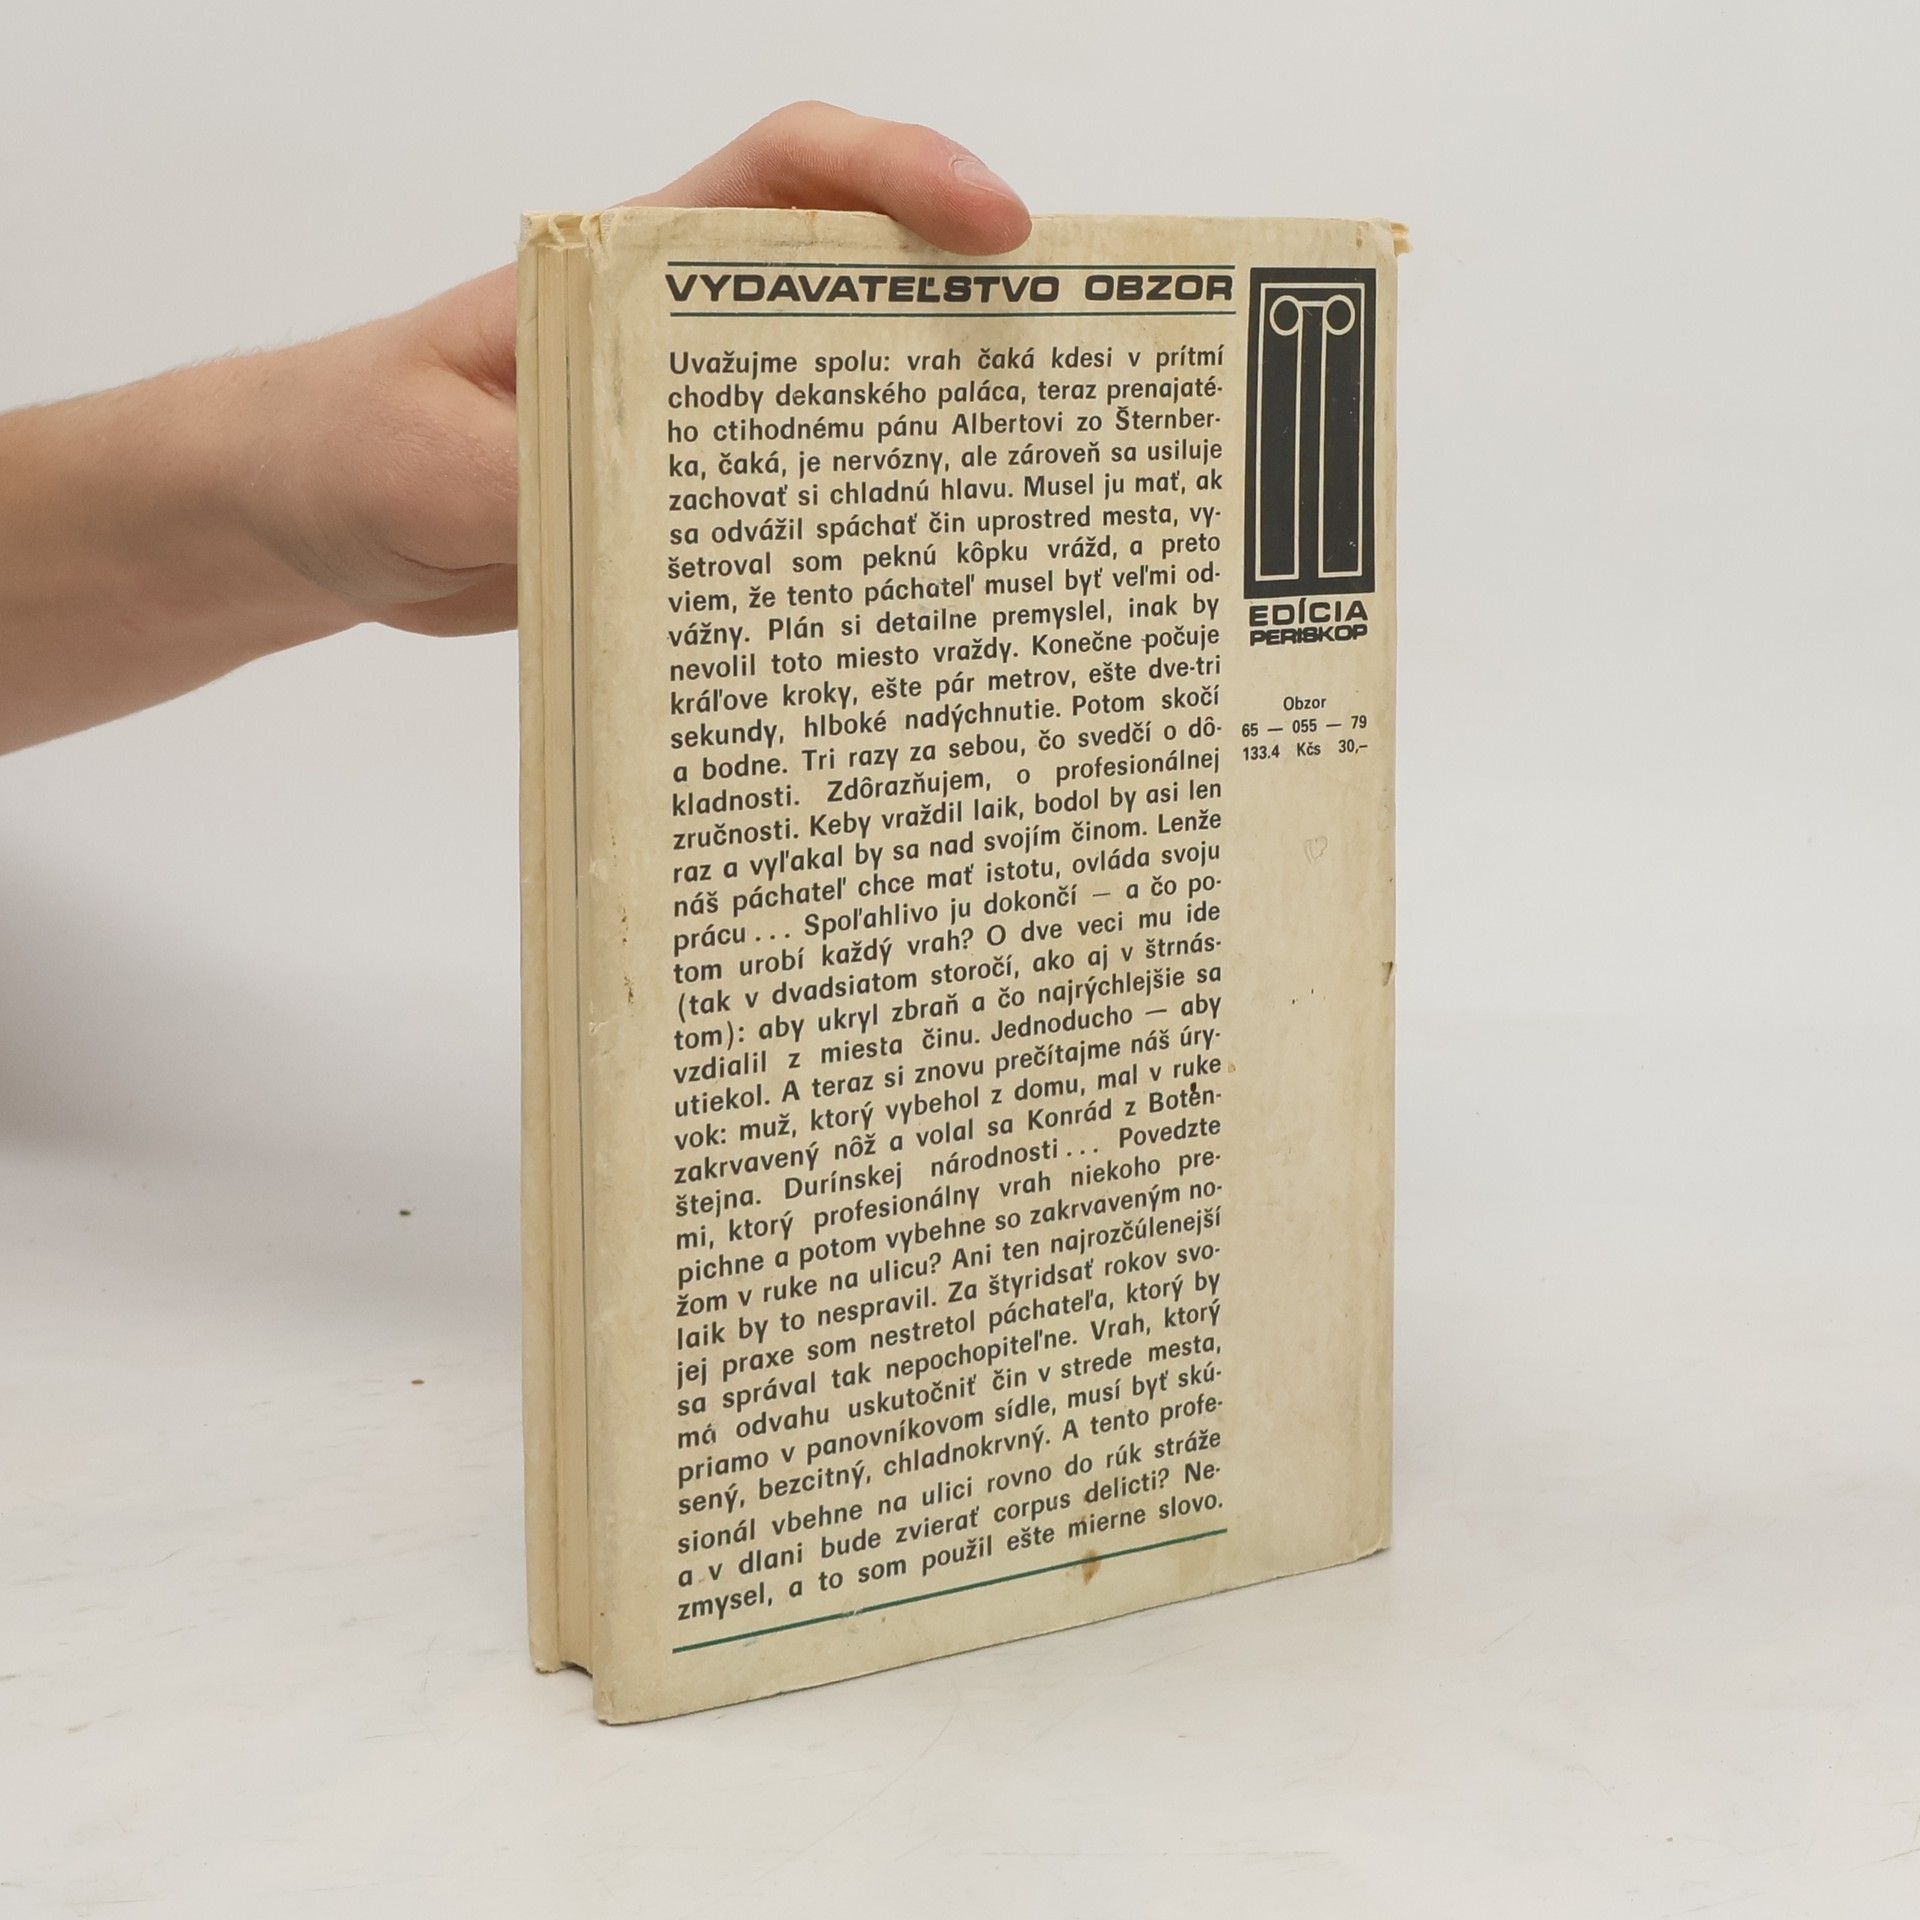 VYDAVATEĽSTVO OBZOR
Uvažujme spolu: vrah čaká kdesi v prítmí
chodby dekanského paláca, teraz prenajaté-
ho ctihodnému pánu Albertovi zo Šternber-
ka, čaká, je nervózny, ale zároveň sa usiluje
zachovať si chladnú hlavu. Musel ju mať, ak
sa odvážil spáchať čin uprostred mesta, vy-
šetroval som peknú kôpku vrážd, a preto
viem, že tento páchateľ musel byť veľmi od-
vážny. Plán si detailne premyslel, inak by
nevolil toto miesto vraždy. Konečne počuje
kráľove kroky, ešte pár metrov, ešte dve-tri
sekundy, hlboké nadýchnutie. Potom skočí
a bodne. Tri razy za sebou, čo svedčí o dô-
kladnosti. Zdôrazňujem, o profesionálnej
zručnosti. Keby vraždil laik, bodol by asi len
raz a vyľakal by sa nad svojím činom. Lenže
náš páchateľ chce mať istotu, ovláda svoju
prácu... Spoľahlivo ju dokončí — a čo po-
tom urobí každý vrah? O dve veci mu ide
(tak v dvadsiatom storočí, ako aj v štrnás-
tom): aby ukryl zbraň a čo najrýchlejšie sa
vzdialil z miesta činu. Jednoducho — aby
utiekol. A teraz si znovu prečítajme náš úry-
vok: muž, ktorý vybehol z domu, mal v ruke
zakrvavený nôž a volal sa Konrád z Boten-
štejna. Durínskej národnosti... Povedzte
mi, ktorý profesionálny vrah niekoho pre-
pichne a potom vybehne so zakrvaveným no-
žom v ruke na ulicu? Ani ten najrozčúlenejší
laik by to nespravil. Za štyridsať rokov svo-
jej praxe som nestretol páchateľa, ktorý by
sa správal tak nepochopiteľne. Vrah, ktorý
má odvahu uskutočniť čin v strede mesta,
priamo v panovníkovom sídle, musí byť skú-
sený, bezcitný, chladnokrvný. A tento profe-
sionál vbehne na ulici rovno do rúk stráže
a v dlani bude zvierať corpus delicti? Ne-
zmysel, a to som použil ešte mierne slovo.
EDÍCIA
PERISKOP
Obzor
65 — 055 — 79
133.4 Kčs 30,–